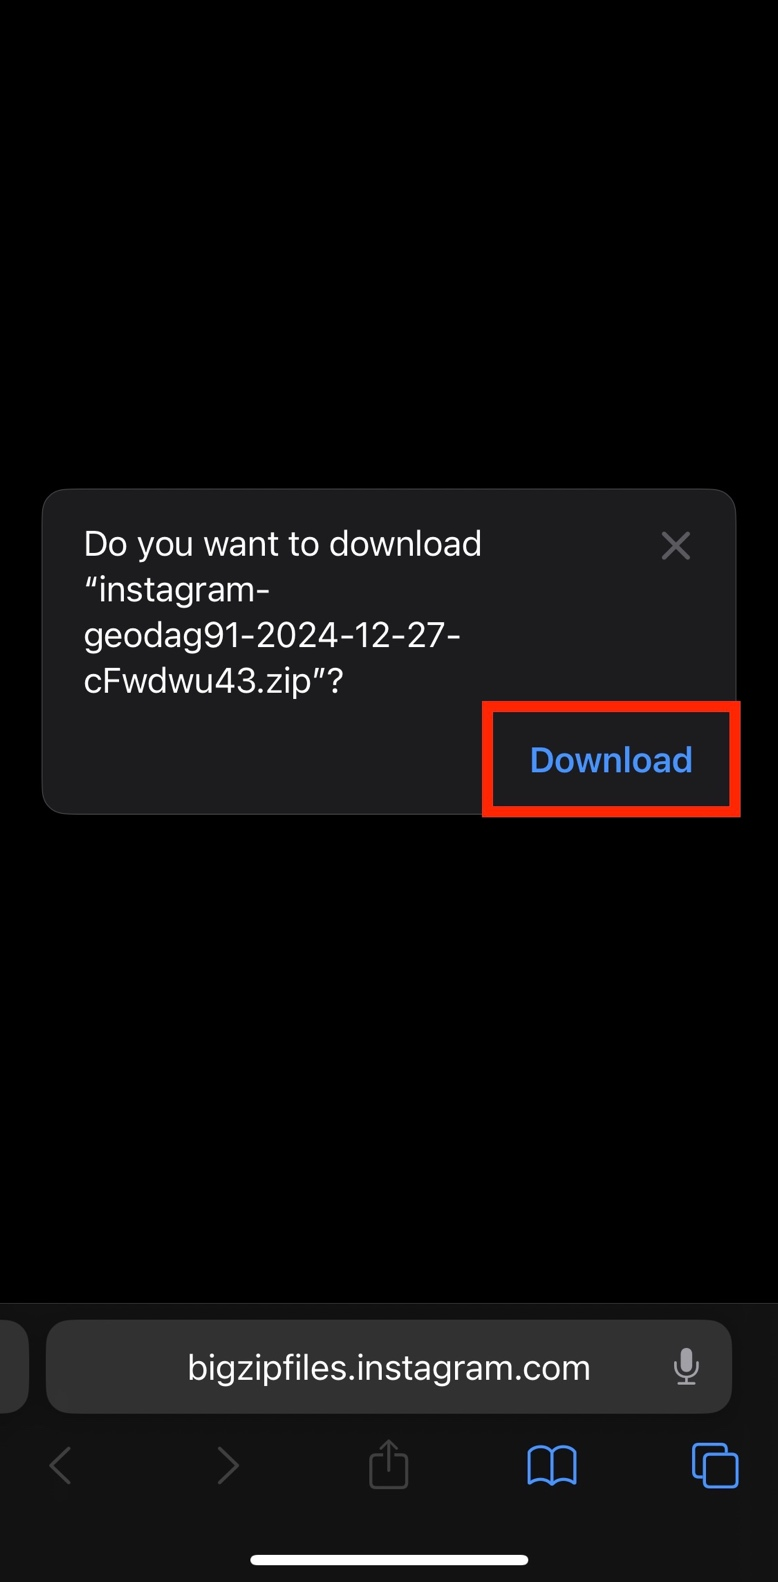 Do you want to download
“instagram-
geodag91-2024-12-27-
cFwdwu43.zip”?
Download
bigzipfiles.instagram.com